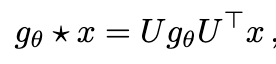 g_θ ⋆ x = U g_θ U^⊤ x ,